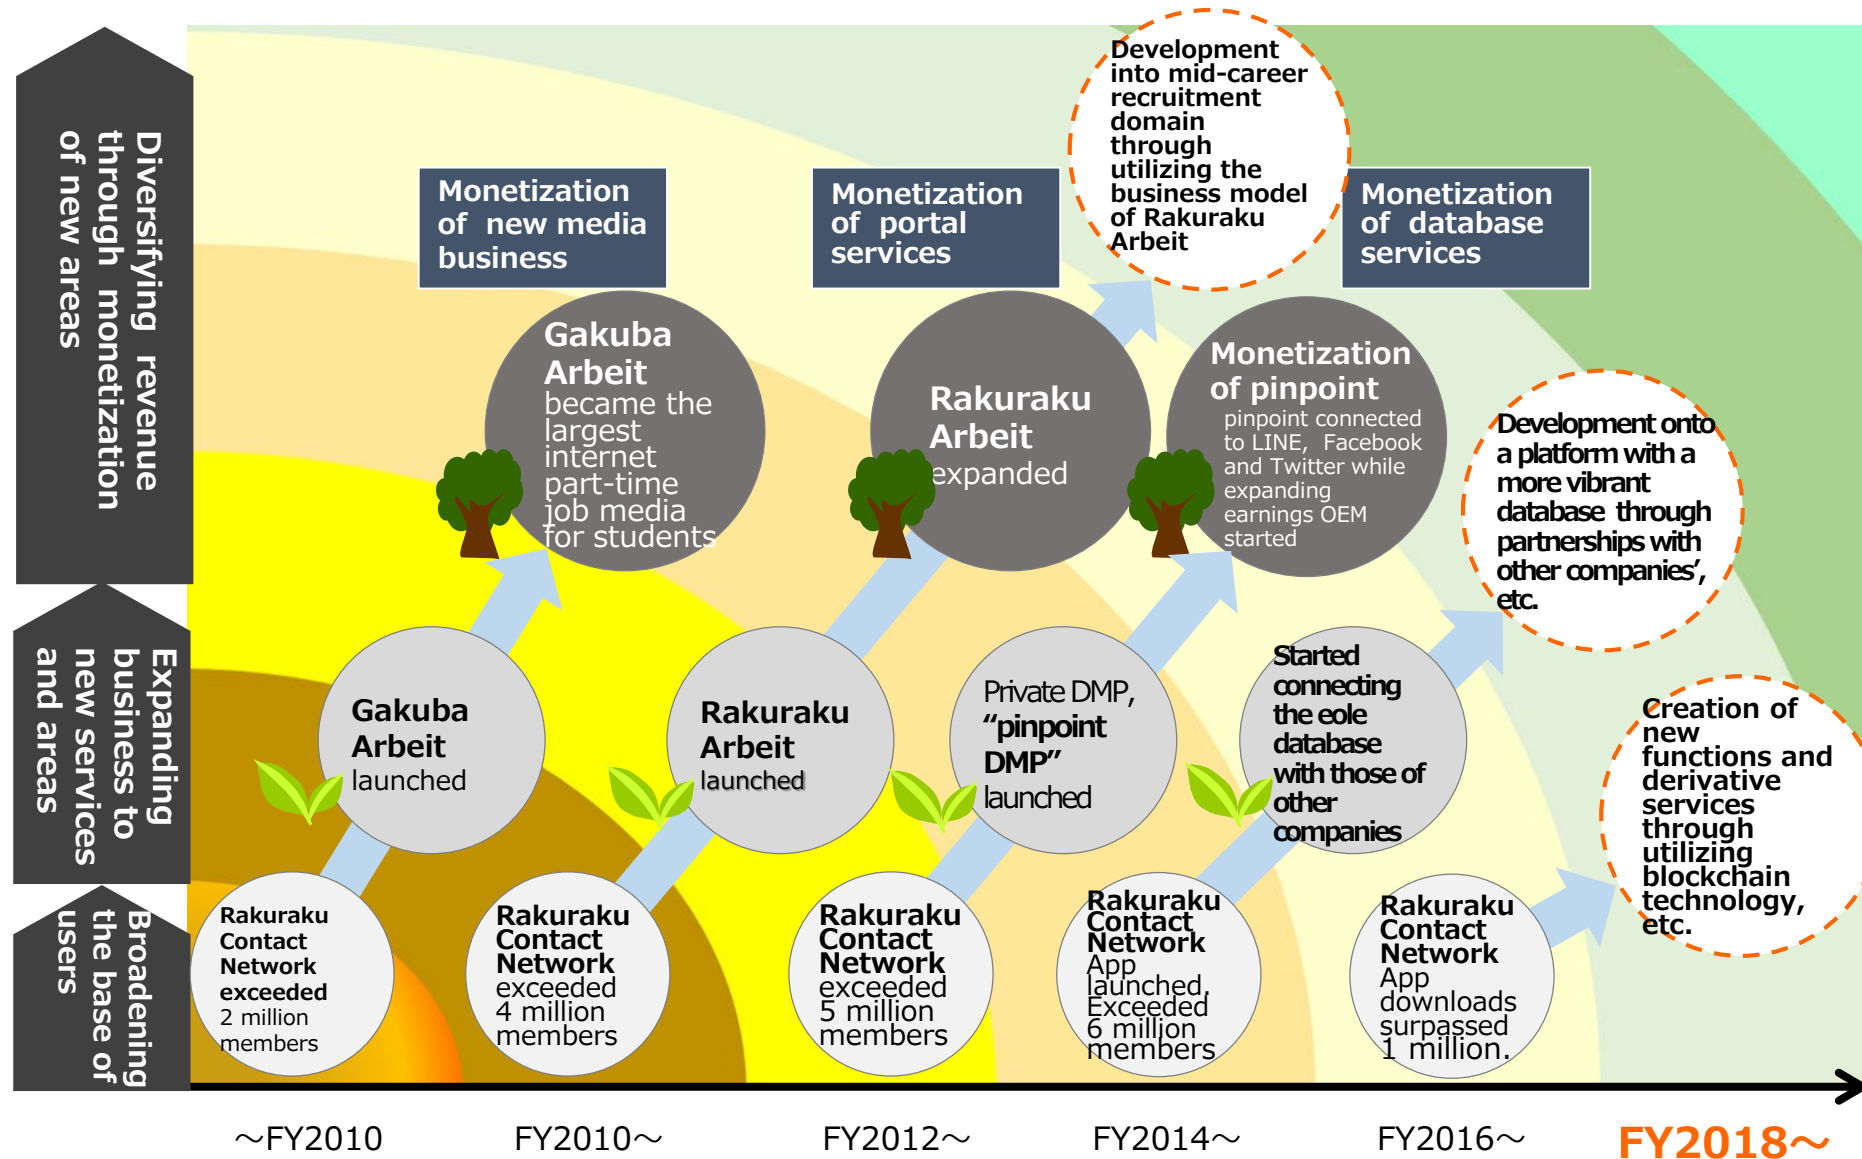 Diversifying revenue
through monetization
of new areas
Expanding
business to
new services
and areas
Broadening
the base of
users
Monetization
of new media
business
Monetization
of portal
services
Monetization
of database
services
Development
into mid-career
recruitment
domain
through
utilizing the
business model
of Rakuraku
Arbeit
Gakuba
Arbeit
became the
largest
internet
part-time
job media
for students
Rakuraku
Arbeit
expanded
Monetization
of pinpoint
pinpoint connected
to LINE, Facebook
and Twitter while
expanding
earnings OEM
started
Development onto
a platform with a
more vibrant
database through
partnerships with
other companies’,
etc.
Gakuba
Arbeit
launched
Rakuraku
Arbeit
launched
Private DMP,
“pinpoint
DMP”
launched
Started
connecting
the eole
database
with those of
other
companies
Creation of
new
functions and
derivative
services
through
utilizing
blockchain
technology,
etc.
Rakuraku
Contact
Network
exceeded
2 million
members
Rakuraku
Contact
Network
exceeded
4 million
members
Rakuraku
Contact
Network
exceeded
5 million
members
Rakuraku
Contact
Network
App
launched.
Exceeded
6 million
members
Rakuraku
Contact
Network
App
downloads
surpassed
1 million.
～FY2010
FY2010～
FY2012～
FY2014～
FY2016～
FY2018～